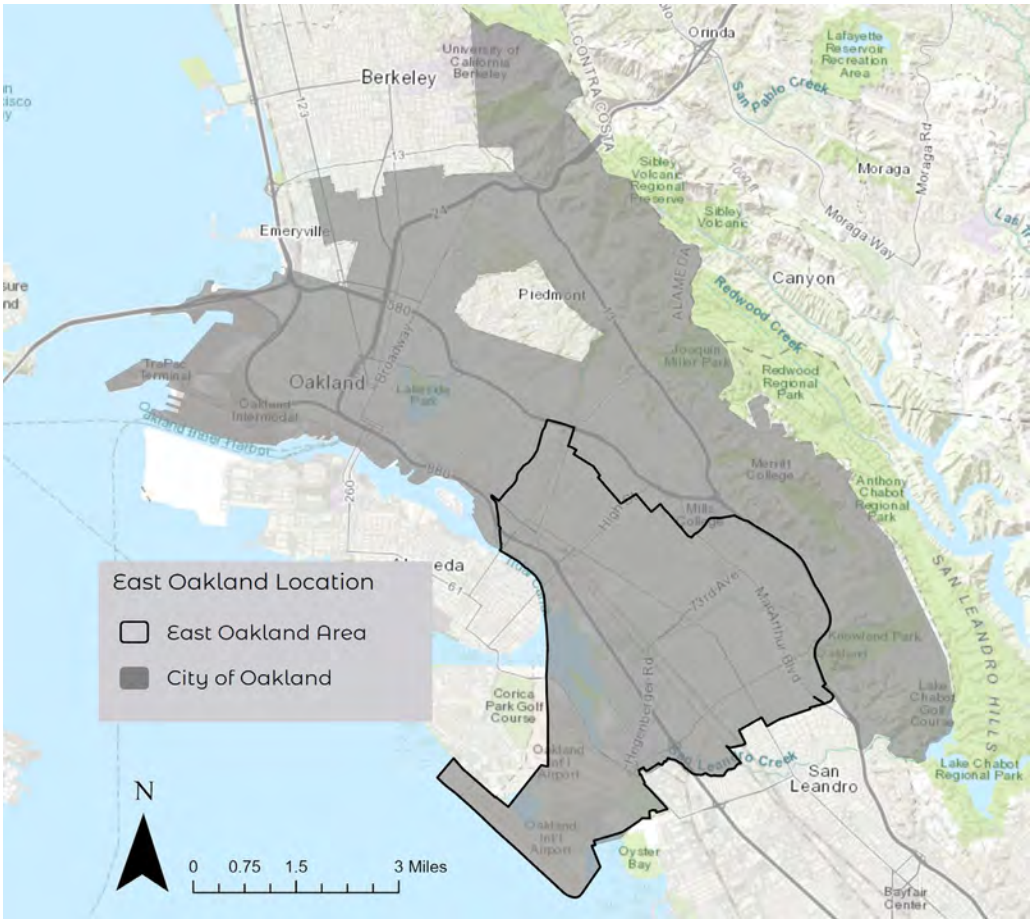 Orinda
Lafayette
Reservoir
Recreation
Area
University of
California
Berkeley
Berkeley
CONTRA COSTA
San Pablo Creek
123
13
Moraga Rd
Moraga
Sibley
Volcanic
Regional
Preserve
Sibley
Volcanic
Moraga Way
24
Emeryville
Canyon
ALAMEDA
Redwood Creek
Piedmont
580
13
Broadway
Joaquin
Miller Park
Redwood
Regional
Park
TraPac
Terminal
Oakland
Lakeside
Park
Oakland
Intermodal
Oakland Inner Harbor
880
260
Merritt
College
Anthony
Chabot
Regional
Park
High
Mills
College
SAN LEANDRO HILLS
61
73rd Ave
MacArthur Blvd
Knowland Park
East Oakland Location
East Oakland Area
City of Oakland
Corica
Park Golf
Course
Hegenberger Rd
Lake
Chabot
Golf
Course
Oakland
Int'l
Airport
San Leandro Creek
San
Leandro
Lake Chabot
Regional Park
Oakland
Int'l
Airport
Oyster
Bay
Bayfair
Center
N
0 0.75 1.5 3 Miles